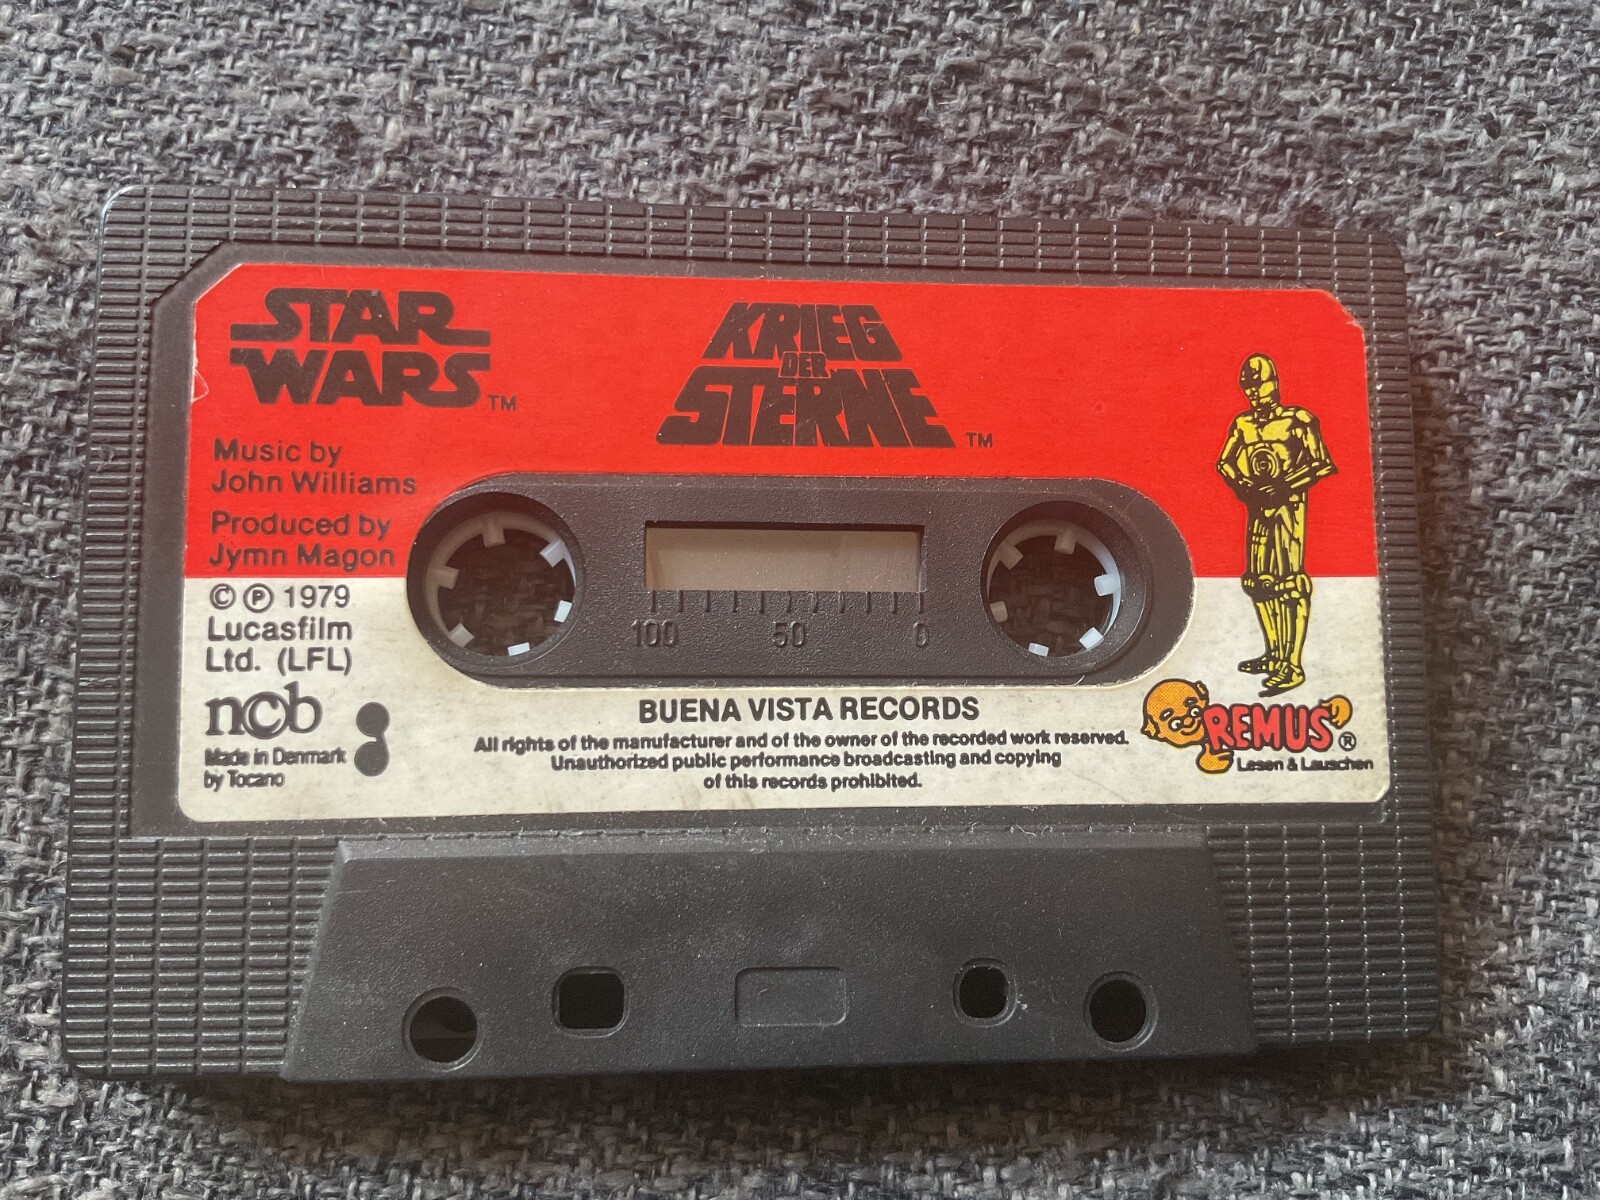 STAR
WARS TM
KRIEG
DER
STERNE TM
Music by
John Williams
Produced by
Jymn Magon
© ℗ 1979
Lucasfilm
Ltd. (LFL)
ncb
Made in Denmark
by Tocano
100 50 0
BUENA VISTA RECORDS
All rights of the manufacturer and of the owner of the recorded work reserved.
Unauthorized public performance broadcasting and copying
of this records prohibited.
REMUS®
Lesen & Lauschen